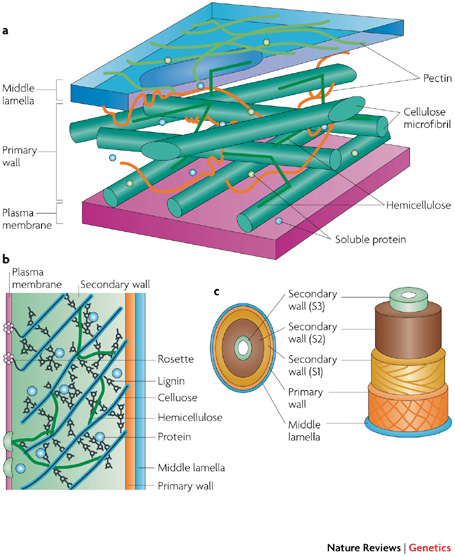 a
Pectin
Middle
lamella
Cellulose
microfibril
Primary
wall
Hemicellulose
Plasma
membrane
Soluble protein
b
Plasma
membrane
Secondary wall
Rosette
Lignin
Celluose
Hemicellulose
Protein
Middle lamella
Primary wall
c
Secondary
wall (S3)
Secondary
wall (S2)
Secondary
wall (S1)
Primary
wall
Middle
lamella
Nature Reviews | Genetics